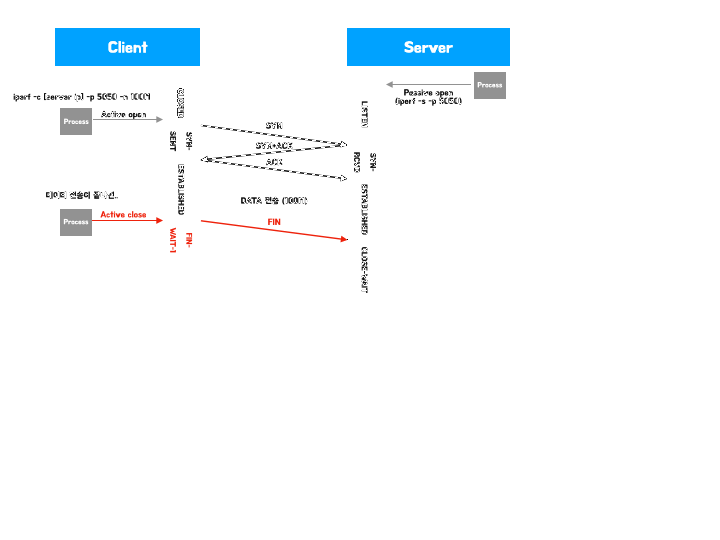 Client
Server
Process
Passive open
(iperf -s -p 5050)
iperf -c [server ip] -p 5050 -n 100M
Process
Active open
CLOSED
LISTEN
SYN
SYN-
SENT
SYN+ACK
SYN-
RCVD
ACK
ESTABLISHED
ESTABLISHED
데이터 전송이 끝나면..
DATA 전송 (100M)
Process
Active close
FIN
FIN-
WAIT-1
CLOSE-WAIT